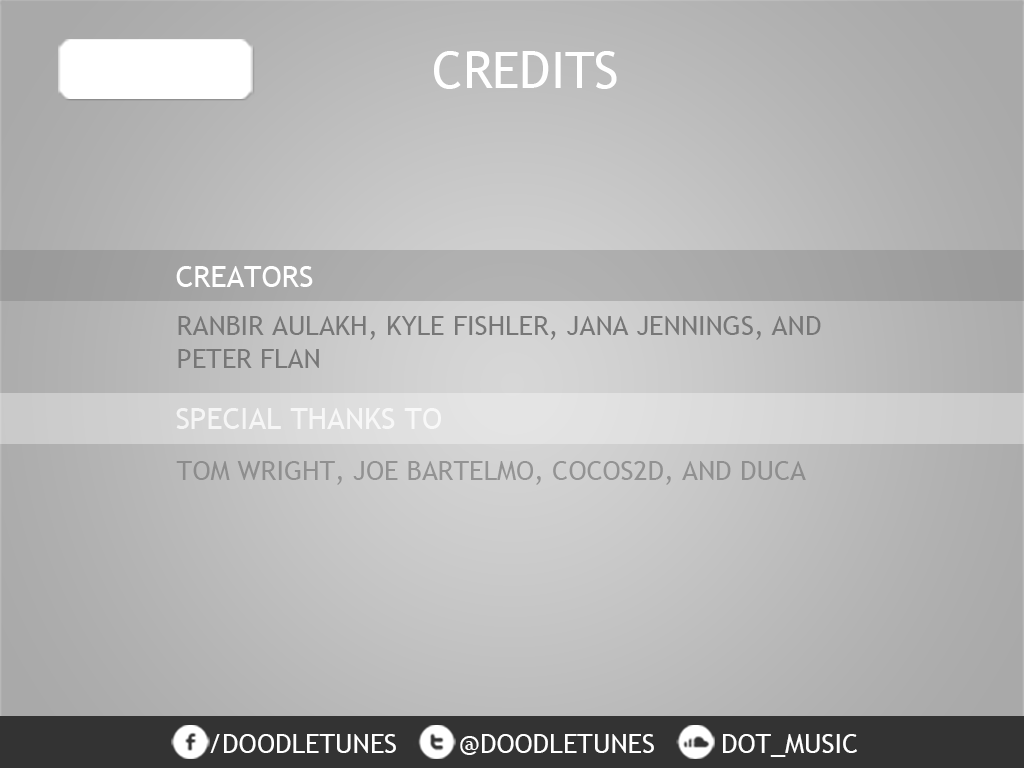 CREDITS
CREATORS
RANBIR AULAKH, KYLE FISHLER, JANA JENNINGS, AND
PETER FLAN
SPECIAL THANKS TO
TOM WRIGHT, JOE BARTELMO, COCOS2D, AND DUCA
/DOODLETUNES @DOODLETUNES DOT_MUSIC